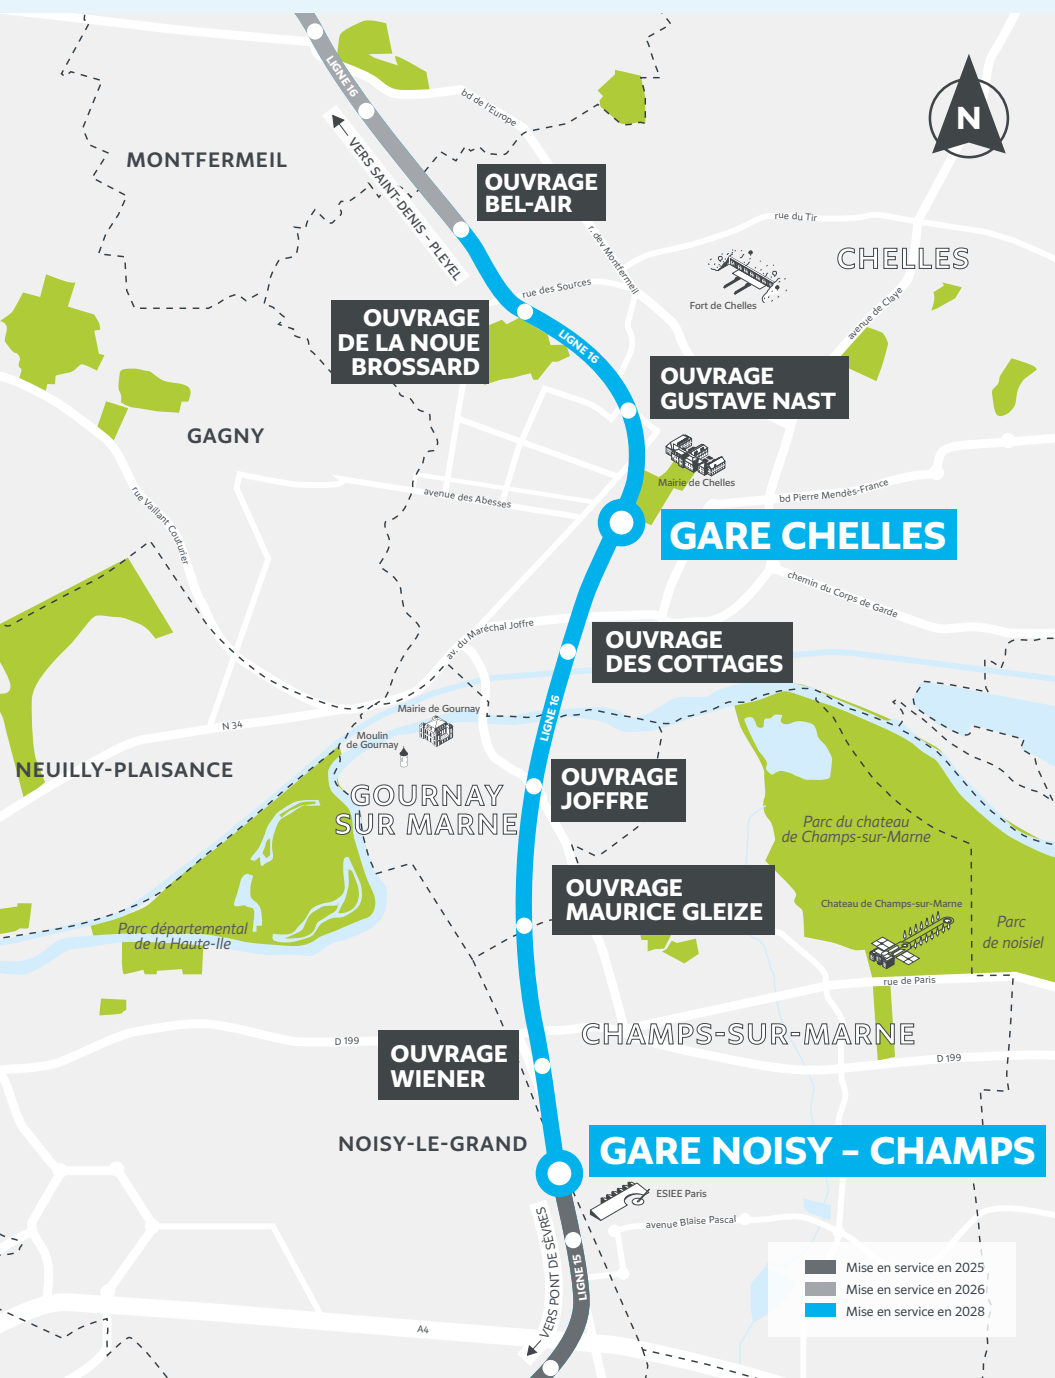 LIGNE 16
bd de l'Europe
N
MONTFERMEIL
VERS SAINT-DENIS – PLEYEL
OUVRAGE
BEL-AIR
rue du Tir
r. dev Montfermeil
CHELLES
rue des Sources
Fort de Chelles
avenue de Claye
OUVRAGE
DE LA NOUE
BROSSARD
LIGNE 16
OUVRAGE
GUSTAVE NAST
GAGNY
Mairie de Chelles
rue Vaillant Couturier
avenue des Abesses
bd Pierre Mendès-France
GARE CHELLES
chemin du Corps de Garde
av. du Maréchal Joffre
OUVRAGE
DES COTTAGES
N 34
Mairie de Gournay
LIGNE 16
Moulin
de Gournay
NEUILLY-PLAISANCE
OUVRAGE
JOFFRE
GOURNAY
SUR MARNE
Parc du chateau
de Champs-sur-Marne
OUVRAGE
MAURICE GLEIZE
Chateau de Champs-sur-Marne
Parc départemental
de la Haute-Ile
Parc
de noisiel
rue de Paris
CHAMPS-SUR-MARNE
D 199
D 199
OUVRAGE
WIENER
NOISY-LE-GRAND
GARE NOISY – CHAMPS
ESIEE Paris
avenue Blaise Pascal
VERS PONT DE SÈVRES
LIGNE 15
A4
Mise en service en 2025
Mise en service en 2026
Mise en service en 2028